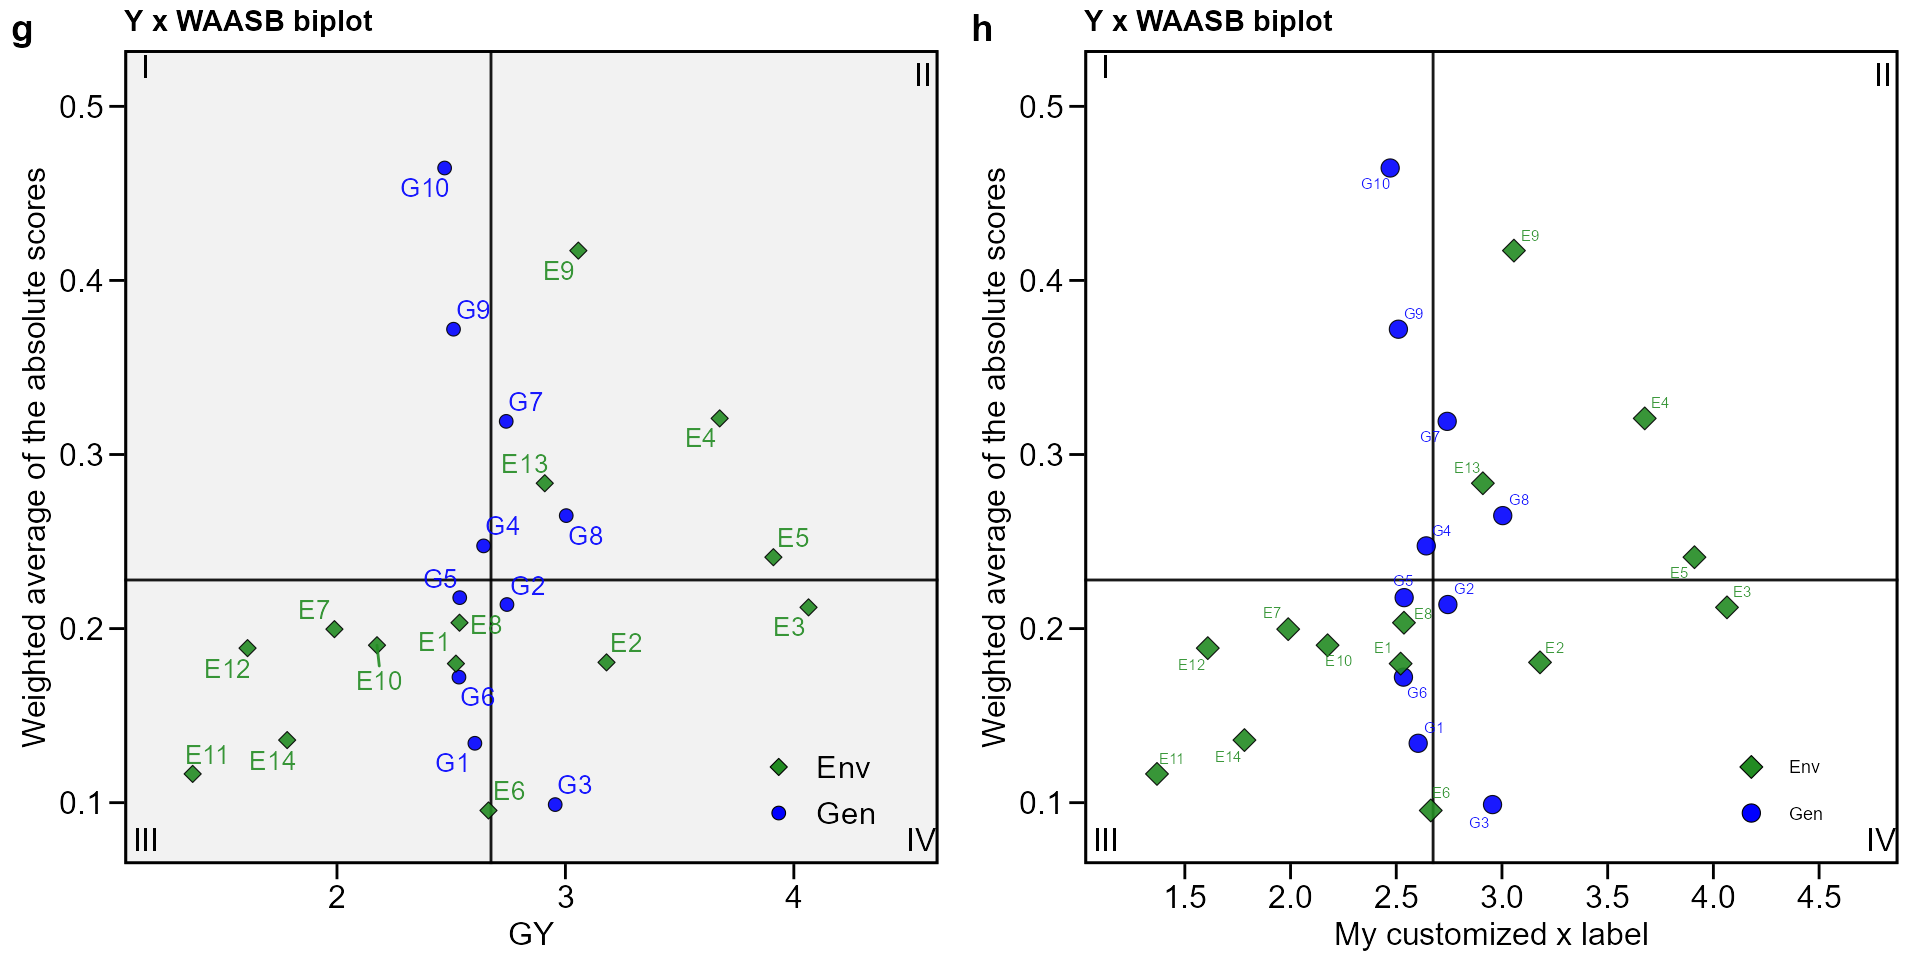 g
Y x WAASB biplot
I
II
0.5
0.4
0.3
0.2
0.1
Weighted average of the absolute scores
G10
E9
G9
G7
E4
E13
G4
G8
E5
G5
G2
E7
E8
E3
E1
E2
E12
E10
G6
E11
E14
G1
G3
E6
Env
Gen
III
IV
2
3
4
GY
h
Y x WAASB biplot
I
II
0.5
0.4
0.3
0.2
0.1
Weighted average of the absolute scores
G10
E9
G9
E4
G7
E13
G8
G4
E5
G5
G2
E3
E7
E8
E1
E2
E10
E12
G6
G1
E14
E11
E6
G3
Env
Gen
III
IV
1.5
2.0
2.5
3.0
3.5
4.0
4.5
My customized x label